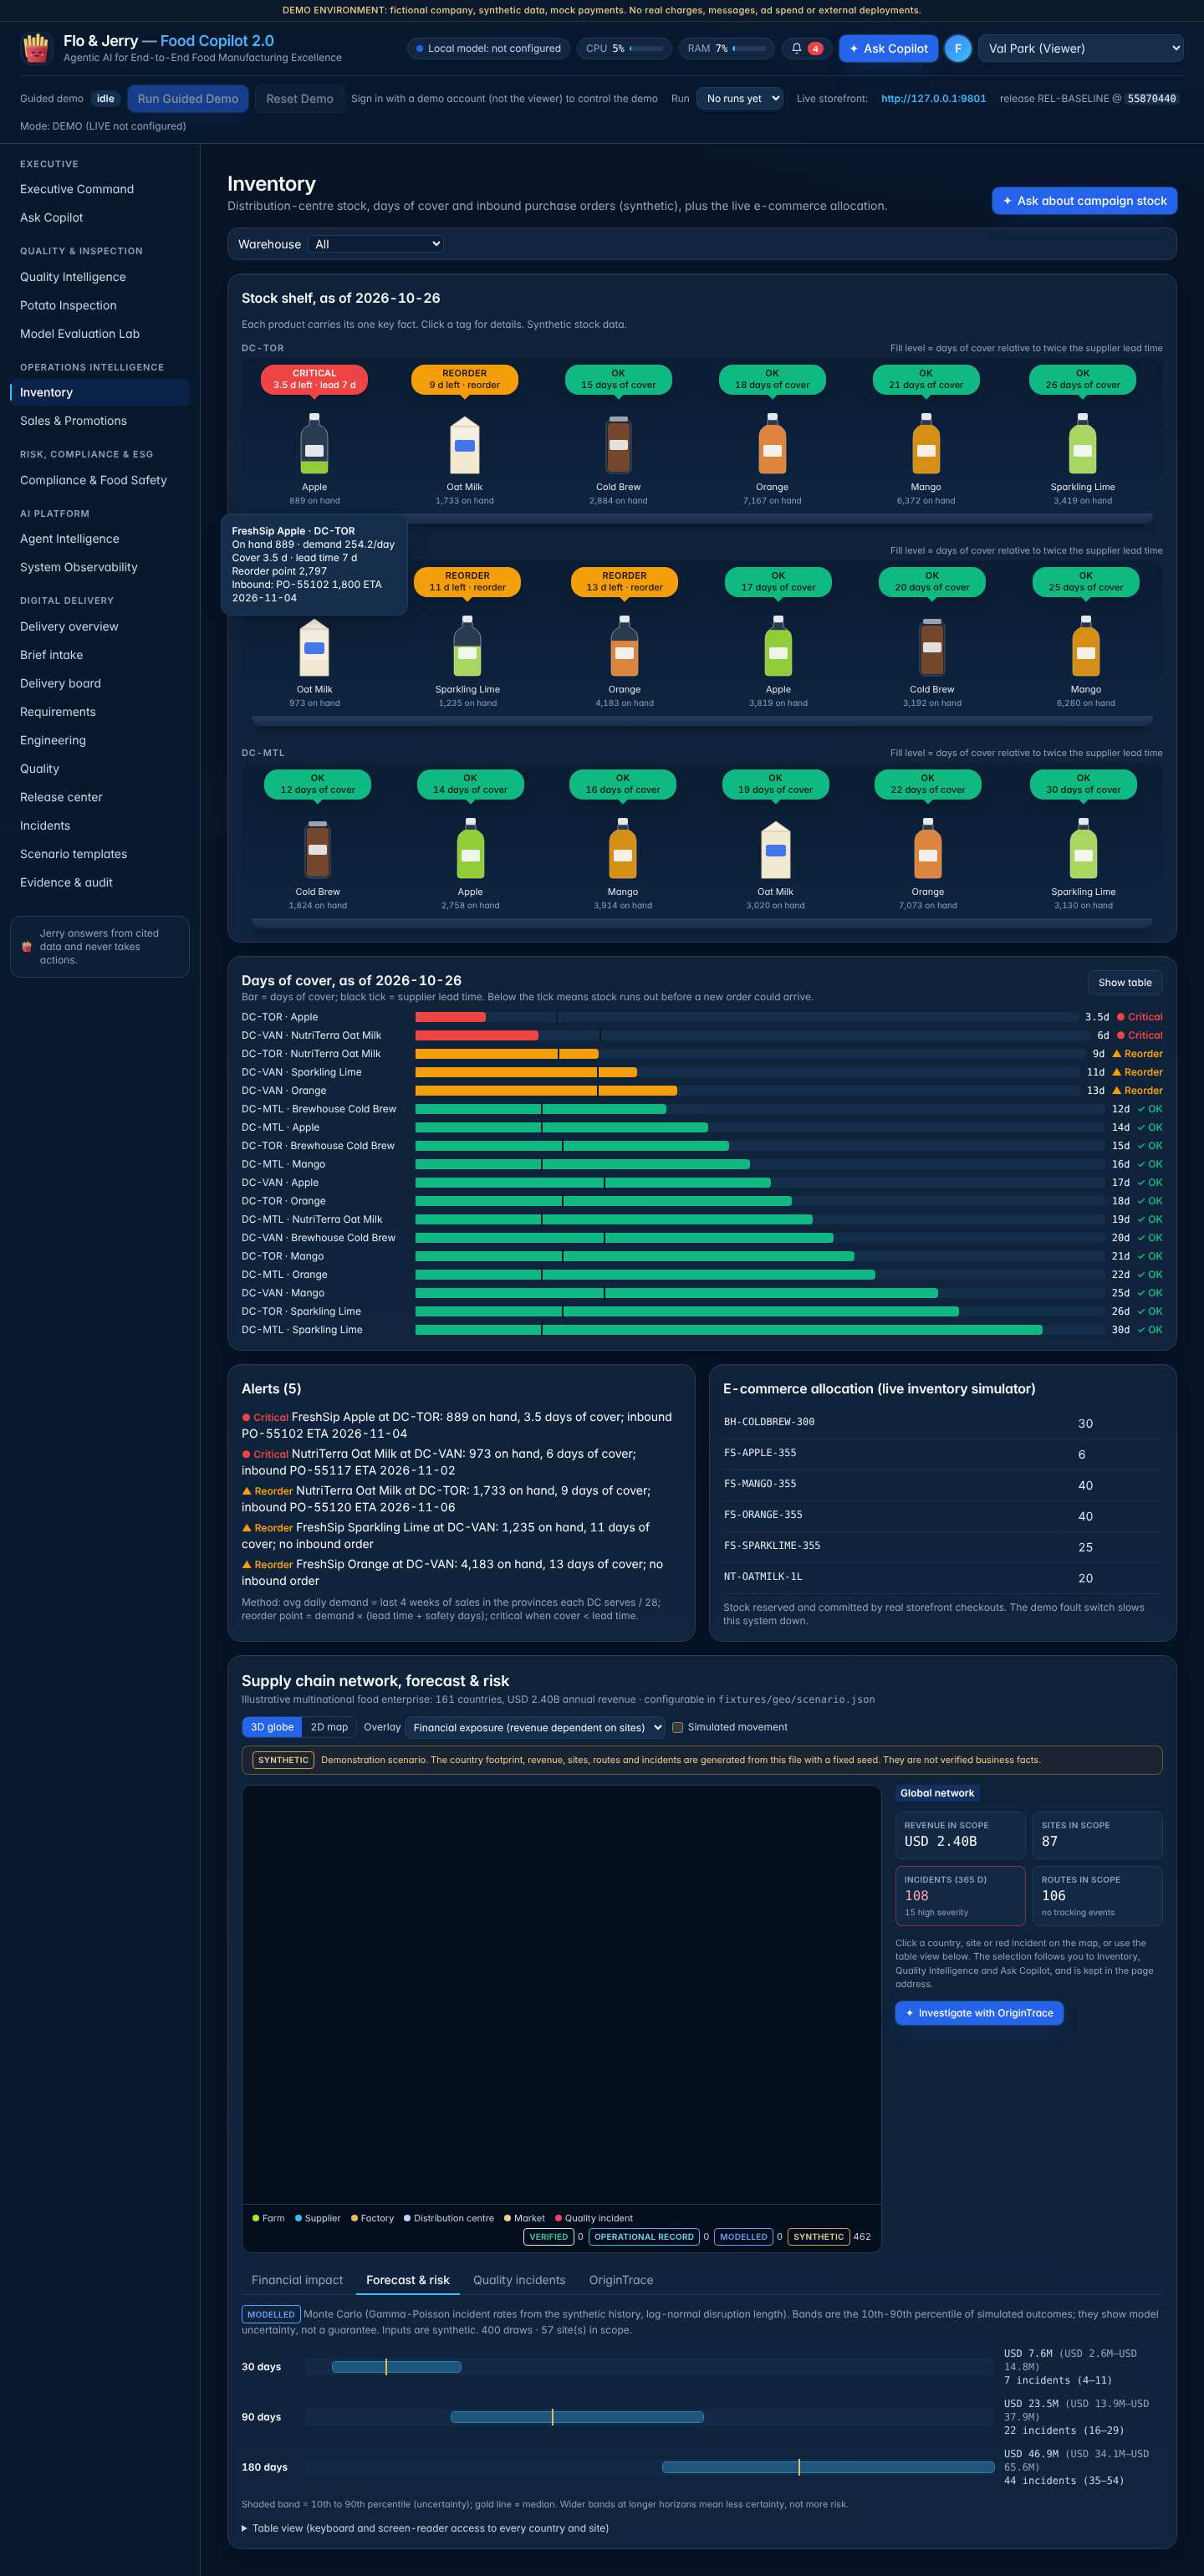 DEMO ENVIRONMENT: fictional company, synthetic data, mock payments. No real charges, messages, ad spend or external deployments.
Flo & Jerry — Food Copilot 2.0
Agentic AI for End-to-End Food Manufacturing Excellence
Local model: not configured
CPU 5%
RAM 7%
4
✦ Ask Copilot
F
Val Park (Viewer)
Guided demo
idle
Run Guided Demo
Reset Demo
Sign in with a demo account (not the viewer) to control the demo
Run
No runs yet
Live storefront:
http://127.0.0.1:9801
release REL-BASELINE @ 55870440
Mode: DEMO (LIVE not configured)
EXECUTIVE
Executive Command
Ask Copilot
QUALITY & INSPECTION
Quality Intelligence
Potato Inspection
Model Evaluation Lab
OPERATIONS INTELLIGENCE
Inventory
Sales & Promotions
RISK, COMPLIANCE & ESG
Compliance & Food Safety
AI PLATFORM
Agent Intelligence
System Observability
DIGITAL DELIVERY
Delivery overview
Brief intake
Delivery board
Requirements
Engineering
Quality
Release center
Incidents
Scenario templates
Evidence & audit
Jerry answers from cited
data and never takes
actions.
Inventory
Distribution-centre stock, days of cover and inbound purchase orders (synthetic), plus the live e-commerce allocation.
✦ Ask about campaign stock
Warehouse
All
Stock shelf, as of 2026-10-26
Each product carries its one key fact. Click a tag for details. Synthetic stock data.
DC-TOR
Fill level = days of cover relative to twice the supplier lead time
CRITICAL
3.5 d left · lead 7 d
REORDER
9 d left · reorder
OK
15 days of cover
OK
18 days of cover
OK
21 days of cover
OK
26 days of cover
Apple
889 on hand
Oat Milk
1,733 on hand
Cold Brew
2,884 on hand
Orange
7,167 on hand
Mango
6,372 on hand
Sparkling Lime
3,419 on hand
FreshSip Apple · DC-TOR
On hand 889 · demand 254.2/day
Cover 3.5 d · lead time 7 d
Reorder point 2,797
Inbound: PO-55102 1,800 ETA
2026-11-04
Fill level = days of cover relative to twice the supplier lead time
REORDER
11 d left · reorder
REORDER
13 d left · reorder
OK
17 days of cover
OK
20 days of cover
OK
25 days of cover
Oat Milk
973 on hand
Sparkling Lime
1,235 on hand
Orange
4,183 on hand
Apple
3,819 on hand
Cold Brew
3,192 on hand
Mango
6,280 on hand
DC-MTL
Fill level = days of cover relative to twice the supplier lead time
OK
12 days of cover
OK
14 days of cover
OK
16 days of cover
OK
19 days of cover
OK
22 days of cover
OK
30 days of cover
Cold Brew
1,824 on hand
Apple
2,758 on hand
Mango
3,914 on hand
Oat Milk
3,020 on hand
Orange
7,073 on hand
Sparkling Lime
3,130 on hand
Days of cover, as of 2026-10-26
Show table
Bar = days of cover; black tick = supplier lead time. Below the tick means stock runs out before a new order could arrive.
DC-TOR · Apple 3.5d ● Critical
DC-VAN · NutriTerra Oat Milk 6d ● Critical
DC-TOR · NutriTerra Oat Milk 9d ▲ Reorder
DC-VAN · Sparkling Lime 11d ▲ Reorder
DC-VAN · Orange 13d ▲ Reorder
DC-MTL · Brewhouse Cold Brew 12d ✓ OK
DC-MTL · Apple 14d ✓ OK
DC-TOR · Brewhouse Cold Brew 15d ✓ OK
DC-MTL · Mango 16d ✓ OK
DC-VAN · Apple 17d ✓ OK
DC-TOR · Orange 18d ✓ OK
DC-MTL · NutriTerra Oat Milk 19d ✓ OK
DC-VAN · Brewhouse Cold Brew 20d ✓ OK
DC-TOR · Mango 21d ✓ OK
DC-MTL · Orange 22d ✓ OK
DC-VAN · Mango 25d ✓ OK
DC-TOR · Sparkling Lime 26d ✓ OK
DC-MTL · Sparkling Lime 30d ✓ OK
Alerts (5)
● Critical FreshSip Apple at DC-TOR: 889 on hand, 3.5 days of cover; inbound
PO-55102 ETA 2026-11-04
● Critical NutriTerra Oat Milk at DC-VAN: 973 on hand, 6 days of cover;
inbound PO-55117 ETA 2026-11-02
▲ Reorder NutriTerra Oat Milk at DC-TOR: 1,733 on hand, 9 days of cover;
inbound PO-55120 ETA 2026-11-06
▲ Reorder FreshSip Sparkling Lime at DC-VAN: 1,235 on hand, 11 days of
cover; no inbound order
▲ Reorder FreshSip Orange at DC-VAN: 4,183 on hand, 13 days of cover; no
inbound order
Method: avg daily demand = last 4 weeks of sales in the provinces each DC serves / 28;
reorder point = demand × (lead time + safety days); critical when cover < lead time.
E-commerce allocation (live inventory simulator)
BH-COLDBREW-300 30
FS-APPLE-355 6
FS-MANGO-355 40
FS-ORANGE-355 40
FS-SPARKLIME-355 25
NT-OATMILK-1L 20
Stock reserved and committed by real storefront checkouts. The demo fault switch slows
this system down.
Supply chain network, forecast & risk
Illustrative multinational food enterprise: 161 countries, USD 2.40B annual revenue · configurable in fixtures/geo/scenario.json
3D globe
2D map
Overlay
Financial exposure (revenue dependent on sites)
Simulated movement
SYNTHETIC Demonstration scenario. The country footprint, revenue, sites, routes and incidents are generated from this file with a fixed seed. They are not verified business facts.
Global network
REVENUE IN SCOPE
USD 2.40B
SITES IN SCOPE
87
INCIDENTS (365 D)
108
15 high severity
ROUTES IN SCOPE
106
no tracking events
Click a country, site or red incident on the map, or use the
table view below. The selection follows you to Inventory,
Quality Intelligence and Ask Copilot, and is kept in the page
address.
✦ Investigate with OriginTrace
Farm
Supplier
Factory
Distribution centre
Market
Quality incident
VERIFIED 0 OPERATIONAL RECORD 0 MODELLED 0 SYNTHETIC 462
Financial impact
Forecast & risk
Quality incidents
OriginTrace
MODELLED Monte Carlo (Gamma-Poisson incident rates from the synthetic history, log-normal disruption length). Bands are the 10th-90th percentile of simulated outcomes; they show model
uncertainty, not a guarantee. Inputs are synthetic. 400 draws · 57 site(s) in scope.
30 days
USD 7.6M (USD 2.6M–USD
14.8M)
7 incidents (4–11)
90 days
USD 23.5M (USD 13.9M–USD
37.9M)
22 incidents (16–29)
180 days
USD 46.9M (USD 34.1M–USD
65.6M)
44 incidents (35–54)
Shaded band = 10th to 90th percentile (uncertainty); gold line = median. Wider bands at longer horizons mean less certainty, not more risk.
▶ Table view (keyboard and screen-reader access to every country and site)